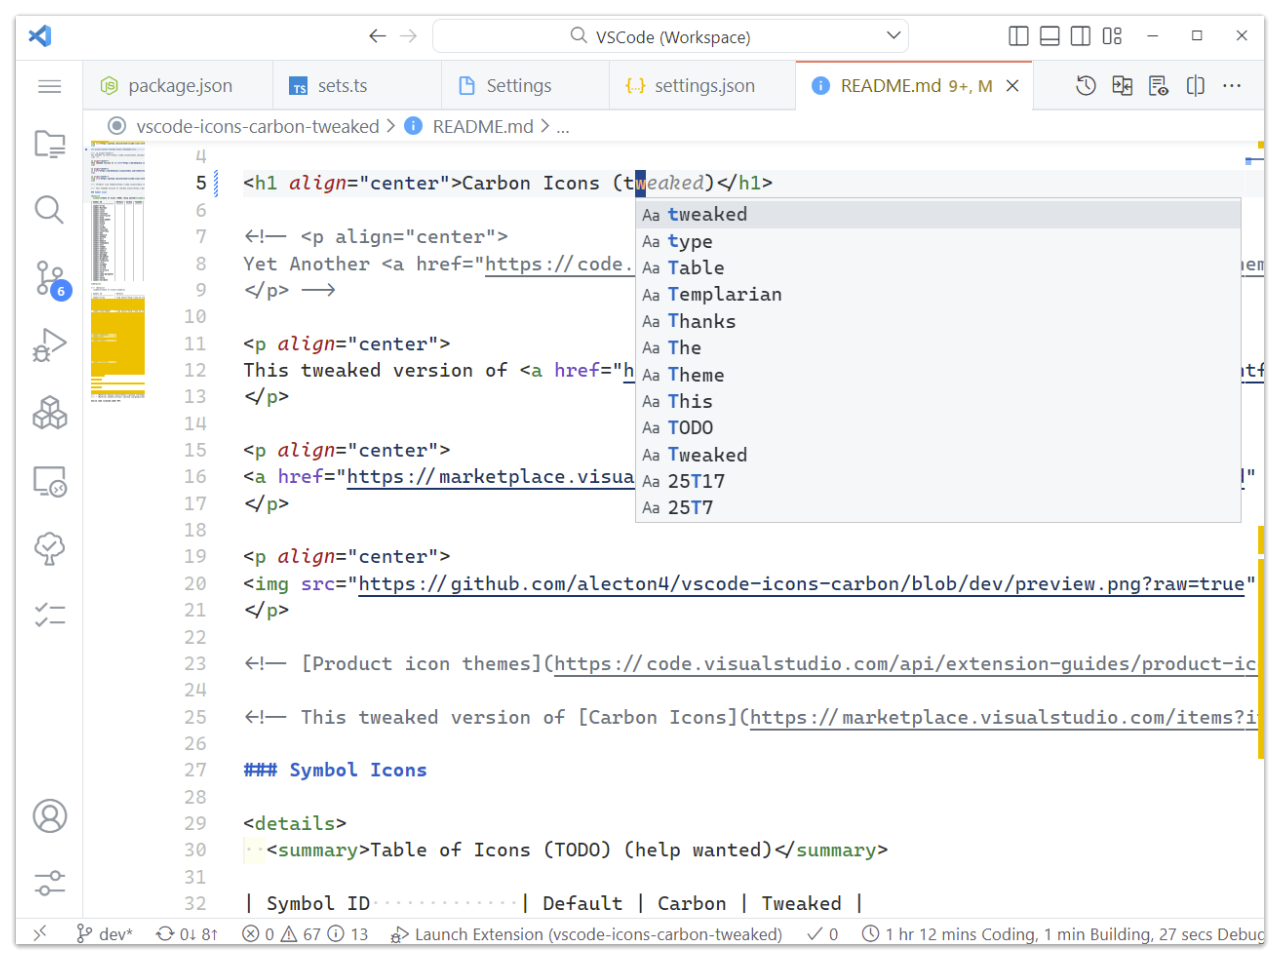 VSCode (Workspace)
package.json
TS sets.ts
Settings
{..} settings.json
README.md 9+, M
vscode-icons-carbon-tweaked > README.md > ...
4
5 <h1 align="center">Carbon Icons (tweaked)</h1>
6
Aa tweaked
7 <!-- <p align="center">
Aa type
8 Yet Another <a href="https://code.
Aa Table
9 </p> -->
Aa Templarian
10
Aa Thanks
11 <p align="center">
Aa The
12 This tweaked version of <a href="h
Aa Theme
13 </p>
Aa This
14
Aa TODO
15 <p align="center">
Aa Tweaked
16 <a href="https://marketplace.visua
Aa 25T17
17 </p>
Aa 25T7
18
19 <p align="center">
20 <img src="https://github.com/alecton4/vscode-icons-carbon/blob/dev/preview.png?raw=true"
21 </p>
22
23 <!-- [Product icon themes](https://code.visualstudio.com/api/extension-guides/product-ic
24
25 <!-- This tweaked version of [Carbon Icons](https://marketplace.visualstudio.com/items?i
26
27 ### Symbol Icons
28
29 <details>
30 ··<summary>Table of Icons (TODO) (help wanted)</summary>
31
32 | Symbol ID·············| Default | Carbon | Tweaked |
6
dev* 0↓ 8↑ 0 67 13 Launch Extension (vscode-icons-carbon-tweaked) 0 1 hr 12 mins Coding, 1 min Building, 27 secs Debug